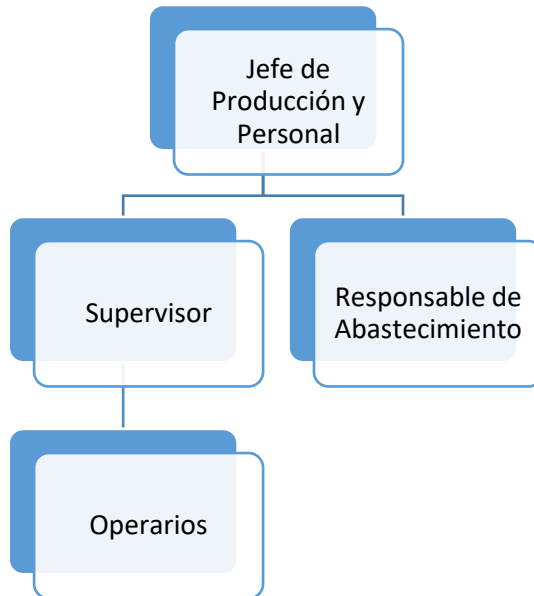 Jefe de
Producción y
Personal
Supervisor
Responsable de
Abastecimiento
Operarios